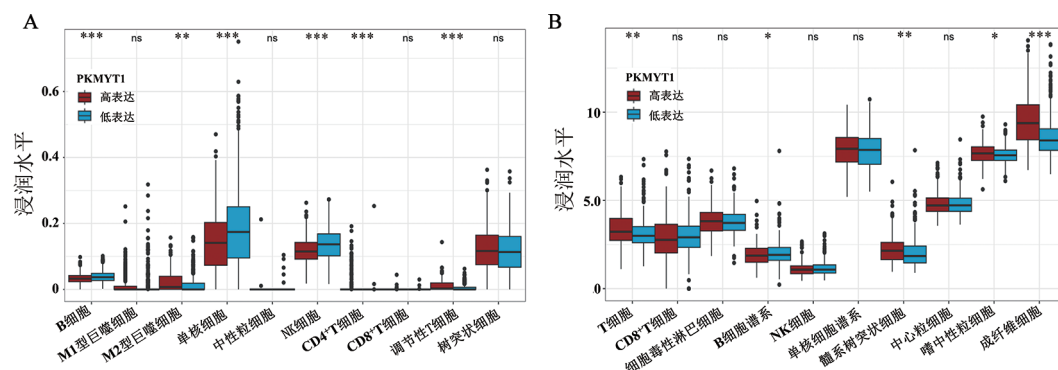 A
*** ns ** *** ns *** *** ns *** ns
PKMYT1
高表达
低表达
浸润水平
0.6
0.4
0.2
0
B细胞
M1型巨噬细胞
M2型巨噬细胞
单核细胞
中性粒细胞
NK细胞
CD4+T细胞
CD8+T细胞
调节性T细胞
树突状细胞
B
** ns ns * ns ns ** ns * ***
PKMYT1
高表达
低表达
浸润水平
10
5.0
0
T细胞
CD8+T细胞
细胞毒性淋巴细胞
B细胞谱系
NK细胞
单核细胞谱系
髓系树突状细胞
中心粒细胞
嗜中性粒细胞
成纤维细胞